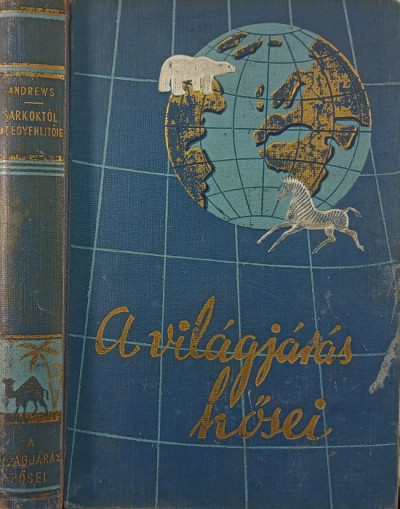 ANDREWS
SARKOKTÓL
AZ EGYENLÍTŐIG
A
VILÁGJÁRÁS
HŐSEI
A világjárás
hősei